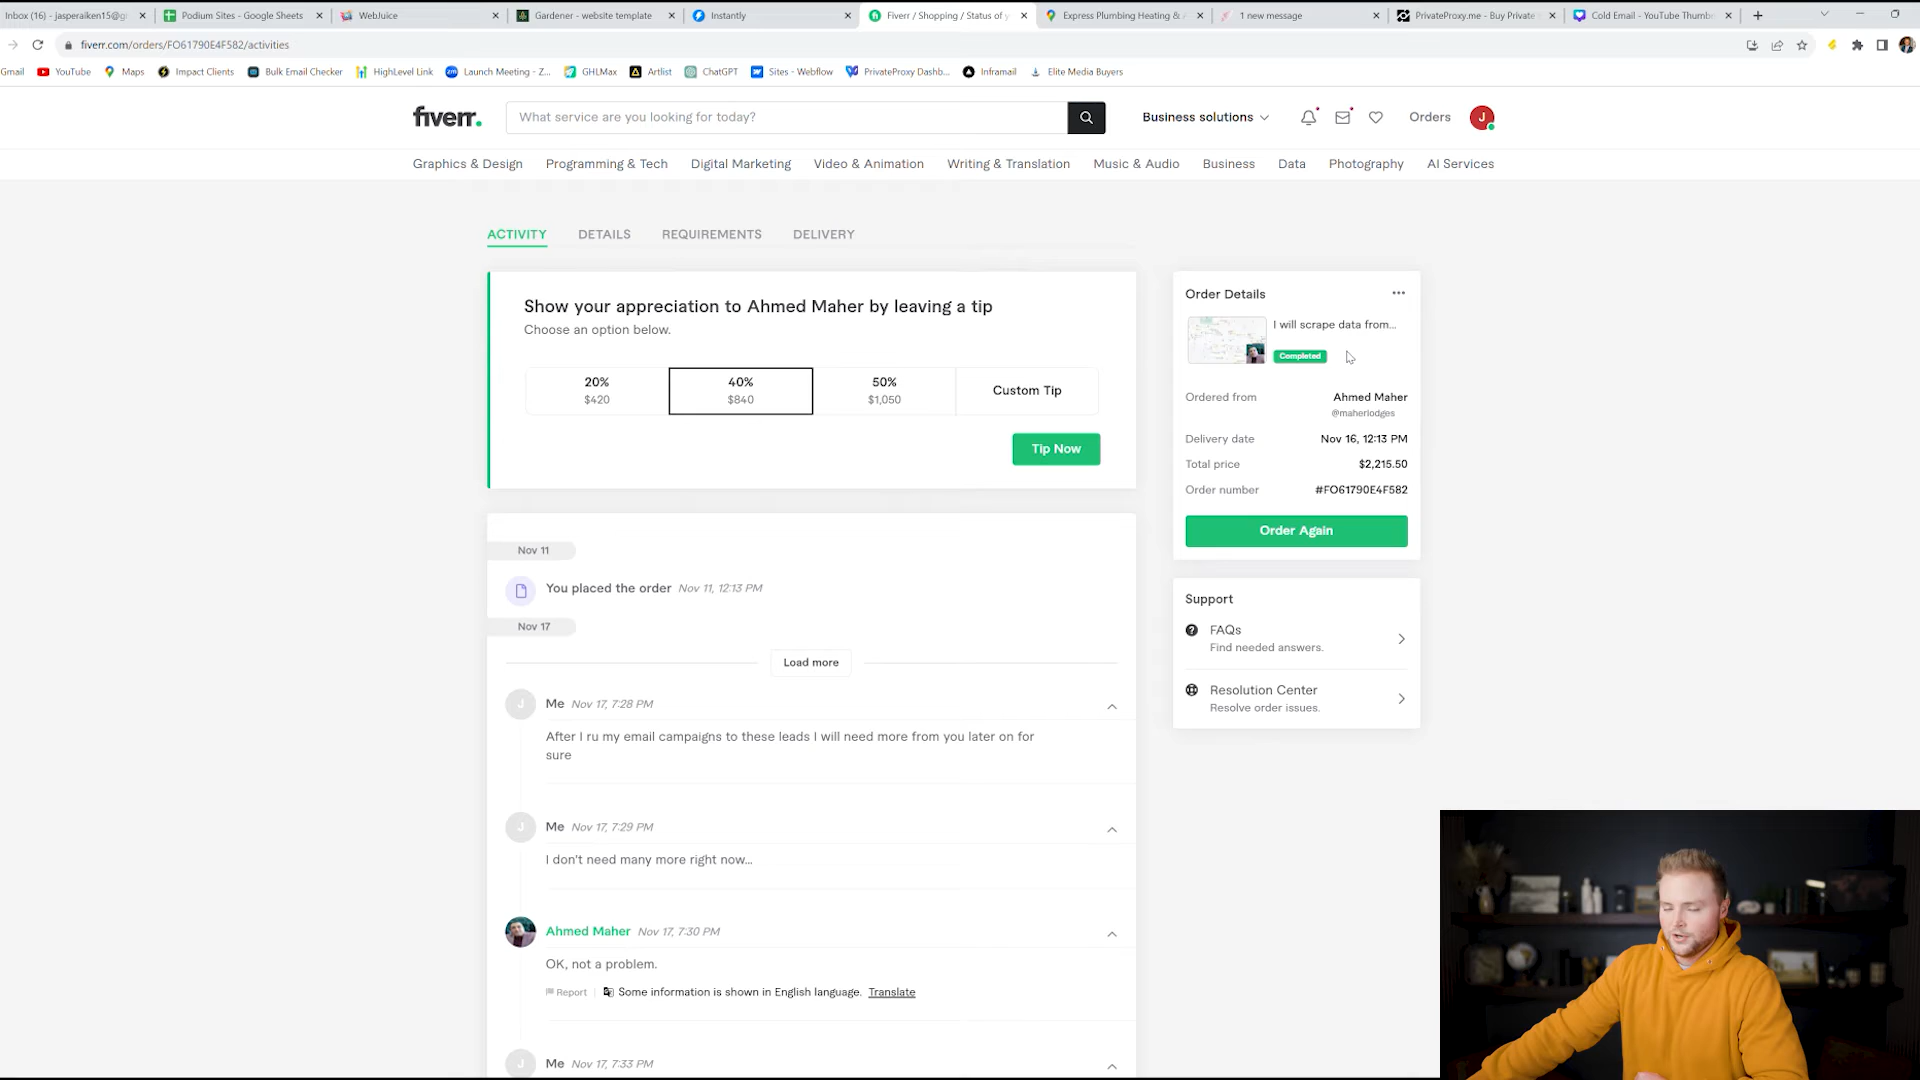 Inbox (16) - jasperaiken15@g
Podium Sites - Google Sheets
WebJuice
Gardener - website template
Instantly
Fiverr / Shopping / Status of y
Express Plumbing Heating &
1 new message
PrivateProxy.me - Buy Private
Cold Email - YouTube Thumb
fiverr.com/orders/FO61790E4F582/activities
Gmail
YouTube
Maps
Impact Clients
Bulk Email Checker
HighLevel Link
Launch Meeting - Z...
GHLMax
Artlist
ChatGPT
Sites - Webflow
PrivateProxy Dashb...
Inframail
Elite Media Buyers
fiverr.
What service are you looking for today?
Business solutions
Orders
J
Graphics & Design
Programming & Tech
Digital Marketing
Video & Animation
Writing & Translation
Music & Audio
Business
Data
Photography
AI Services
ACTIVITY
DETAILS
REQUIREMENTS
DELIVERY
Show your appreciation to Ahmed Maher by leaving a tip
Choose an option below.
20%
$420
40%
$840
50%
$1,050
Custom Tip
Tip Now
Order Details
I will scrape data from...
Completed
Ordered from
Ahmed Maher
@maherlodges
Delivery date
Nov 16, 12:13 PM
Total price
$2,215.50
Order number
#FO61790E4F582
Order Again
Support
FAQs
Find needed answers.
Resolution Center
Resolve order issues.
Nov 11
You placed the order Nov 11, 12:13 PM
Nov 17
Load more
J
Me Nov 17, 7:28 PM
After I ru my email campaigns to these leads I will need more from you later on for
sure
J
Me Nov 17, 7:29 PM
I don't need many more right now...
Ahmed Maher Nov 17, 7:30 PM
OK, not a problem.
Report
Some information is shown in English language. Translate
J
Me Nov 17, 7:33 PM